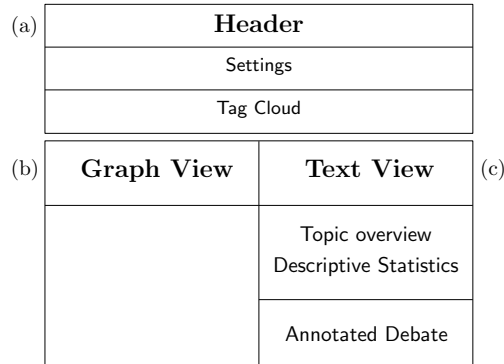 (a)
Header
Settings
Tag Cloud
(b)
Graph View
Text View
(c)
Topic overview
Descriptive Statistics
Annotated Debate